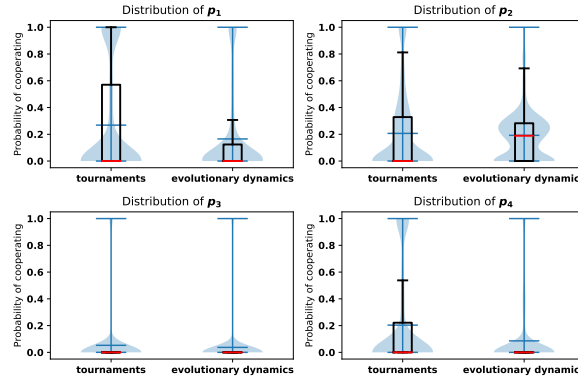 Distribution of p1
Probability of cooperating
1.0
0.8
0.6
0.4
0.2
0.0
tournaments evolutionary dynamics
Distribution of p2
Probability of cooperating
1.0
0.8
0.6
0.4
0.2
0.0
tournaments evolutionary dynamic
Distribution of p3
Probability of cooperating
1.0
0.8
0.6
0.4
0.2
0.0
tournaments evolutionary dynamics
Distribution of p4
Probability of cooperating
1.0
0.8
0.6
0.4
0.2
0.0
tournaments evolutionary dynamic